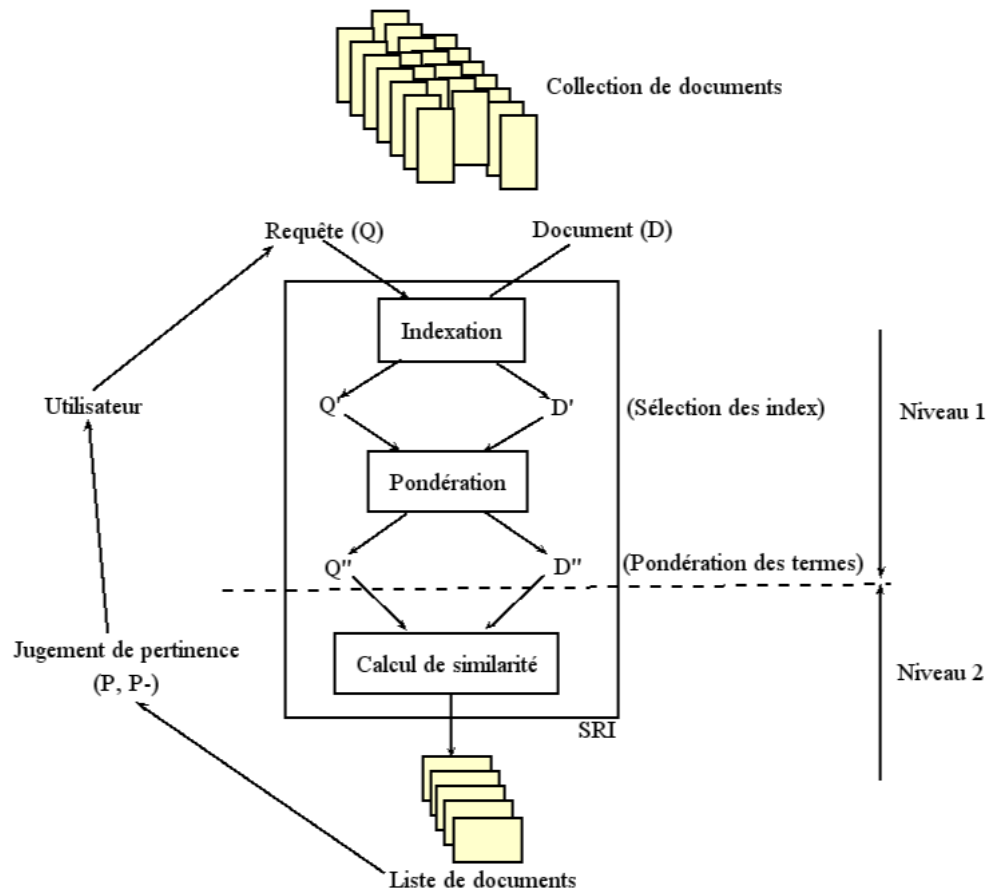 Collection de documents
Requête (Q)
Document (D)
Indexation
Utilisateur
Q'
D'
(Sélection des index)
Niveau 1
Pondération
Q''
D''
(Pondération des termes)
Jugement de pertinence
(P, P-)
Calcul de similarité
Niveau 2
SRI
Liste de documents